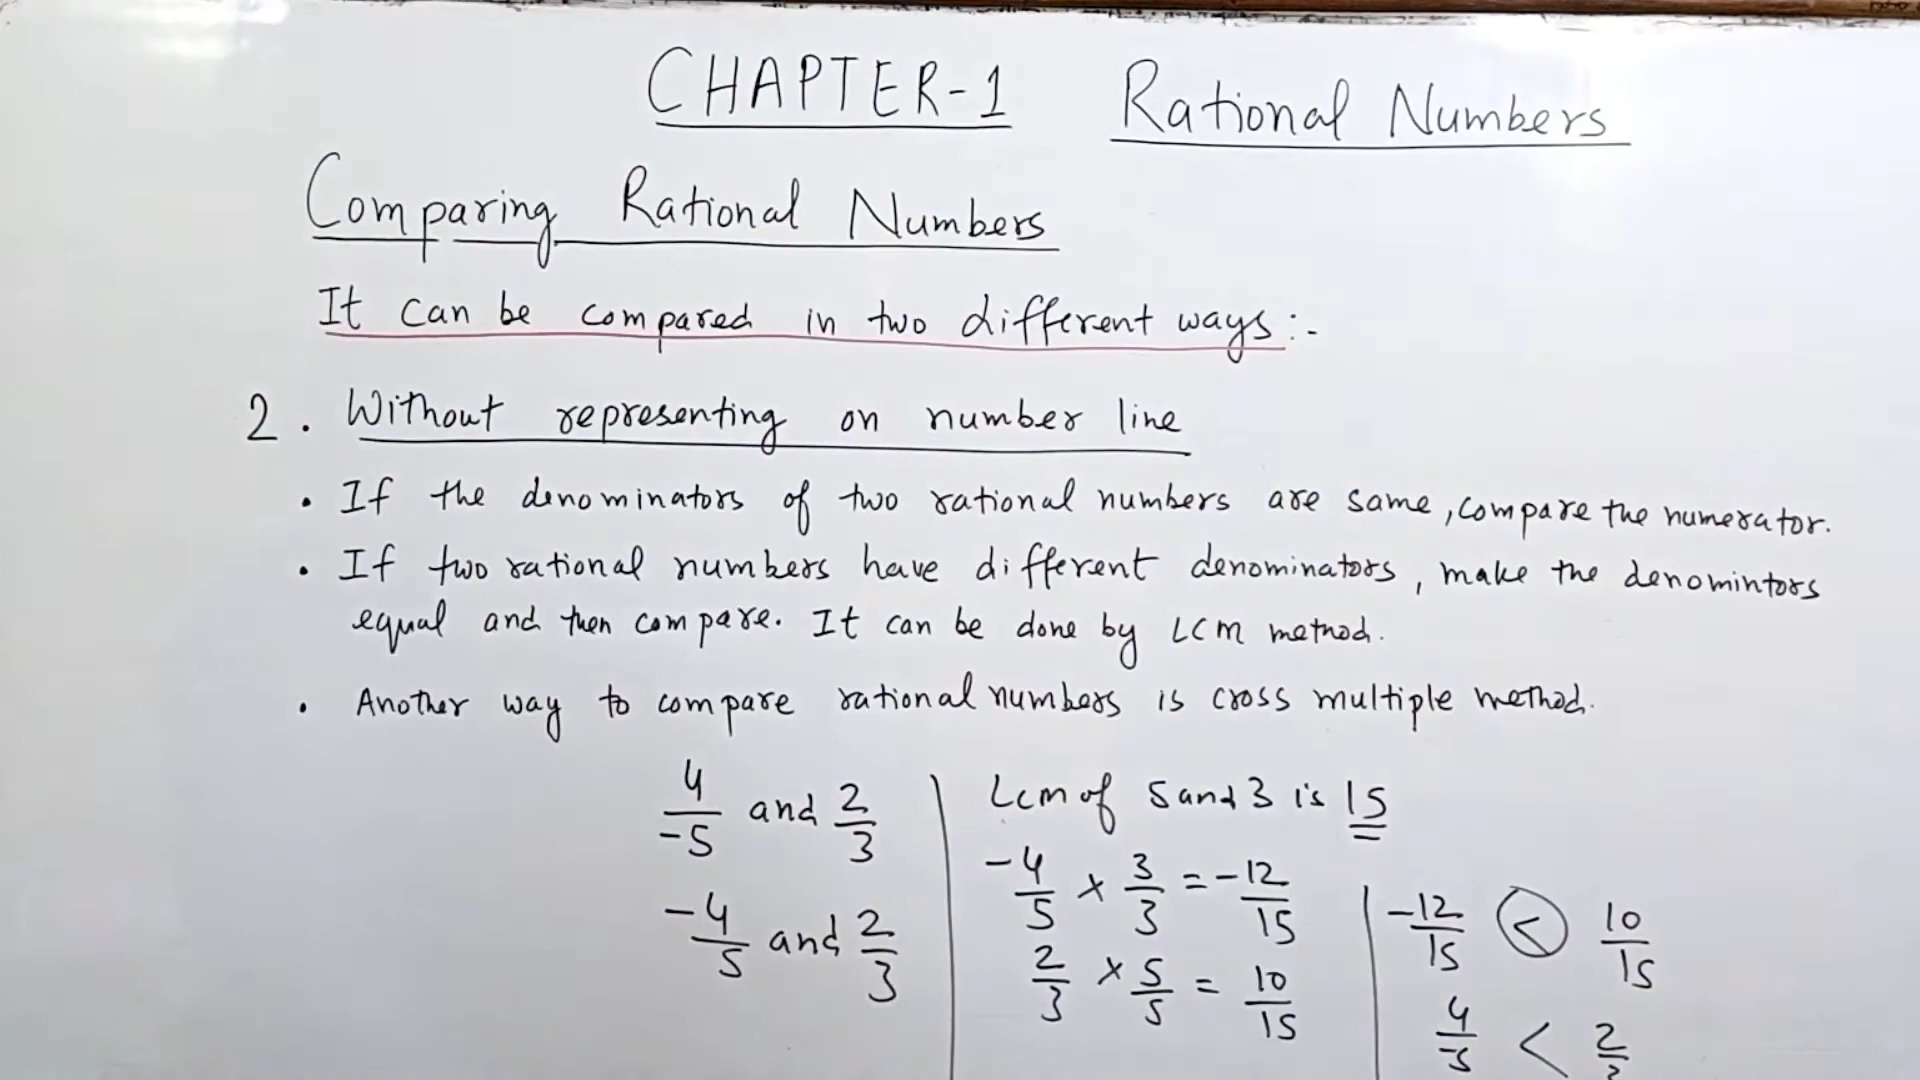 CHAPTER-1 Rational Numbers
Comparing Rational Numbers
It can be compared in two different ways:-
2. Without representing on number line
• If the denominators of two rational numbers are same, compare the numerator.
• If two rational numbers have different denominators, make the denomintors
equal and then compare. It can be done by LCM method.
• Another way to compare rational numbers is cross multiple method.
4/-5 and 2/3
-4/5 and 2/3
Lcm of 5 and 3 is 15
-4/5 × 3/3 = -12/15
2/3 × 5/5 = 10/15
-12/15 < 10/15
4/-5 < 2/3